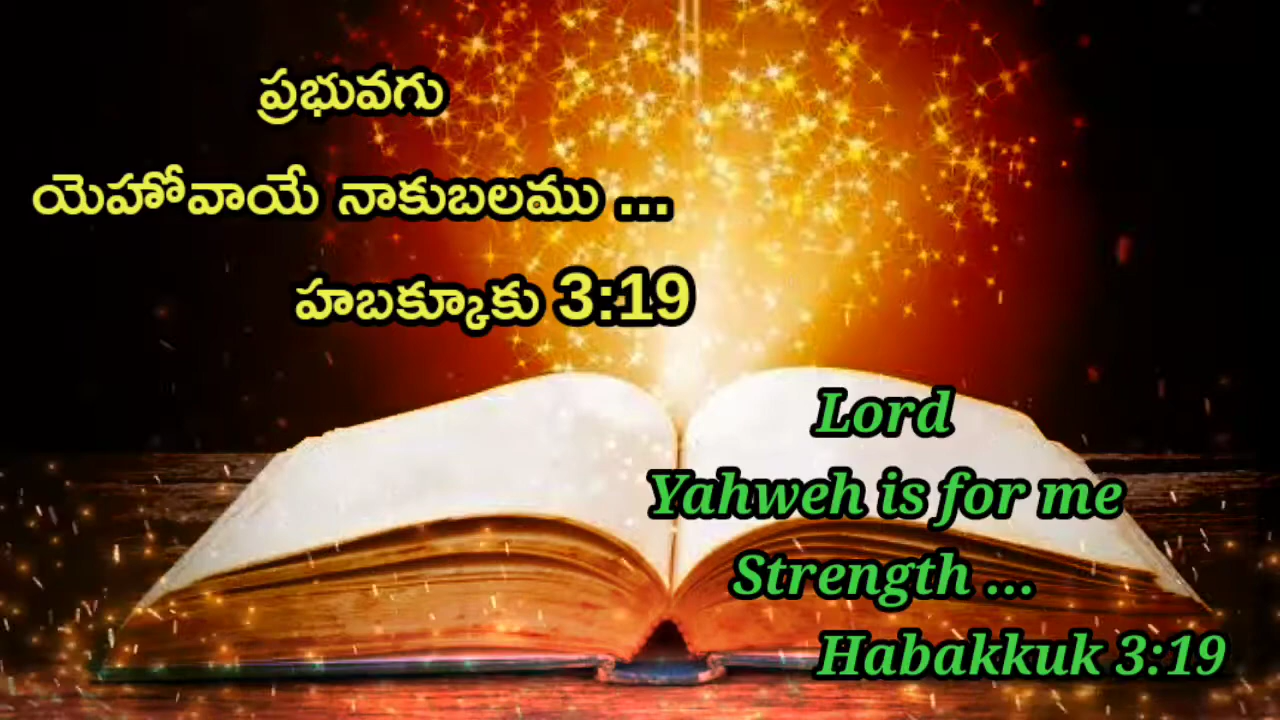 ప్రభువగు
యెహోవాయే నాకుబలము ...
హబక్కూకు 3:19
Lord
Yahweh is for me
Strength ...
Habakkuk 3:19